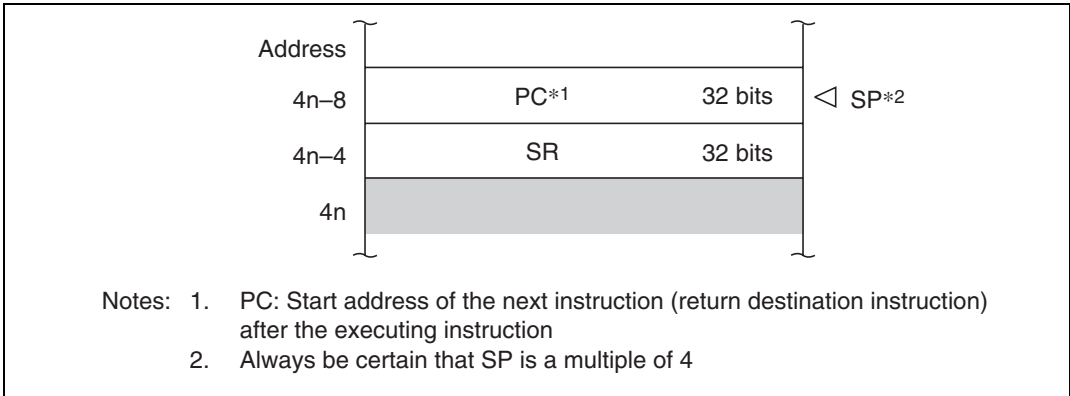 Address
4n–8 PC*1 32 bits SP*2
4n–4 SR 32 bits
4n
Notes: 1. PC: Start address of the next instruction (return destination instruction)
after the executing instruction
2. Always be certain that SP is a multiple of 4